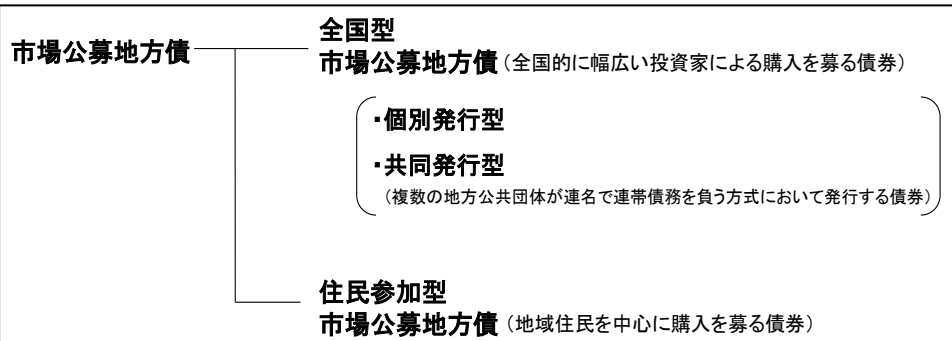 市場公募地方債
全国型
市場公募地方債（全国的に幅広い投資家による購入を募る債券）
・個別発行型
・共同発行型
（複数の地方公共団体が連名で連帯債務を負う方式において発行する債券）
住民参加型
市場公募地方債（地域住民を中心に購入を募る債券）